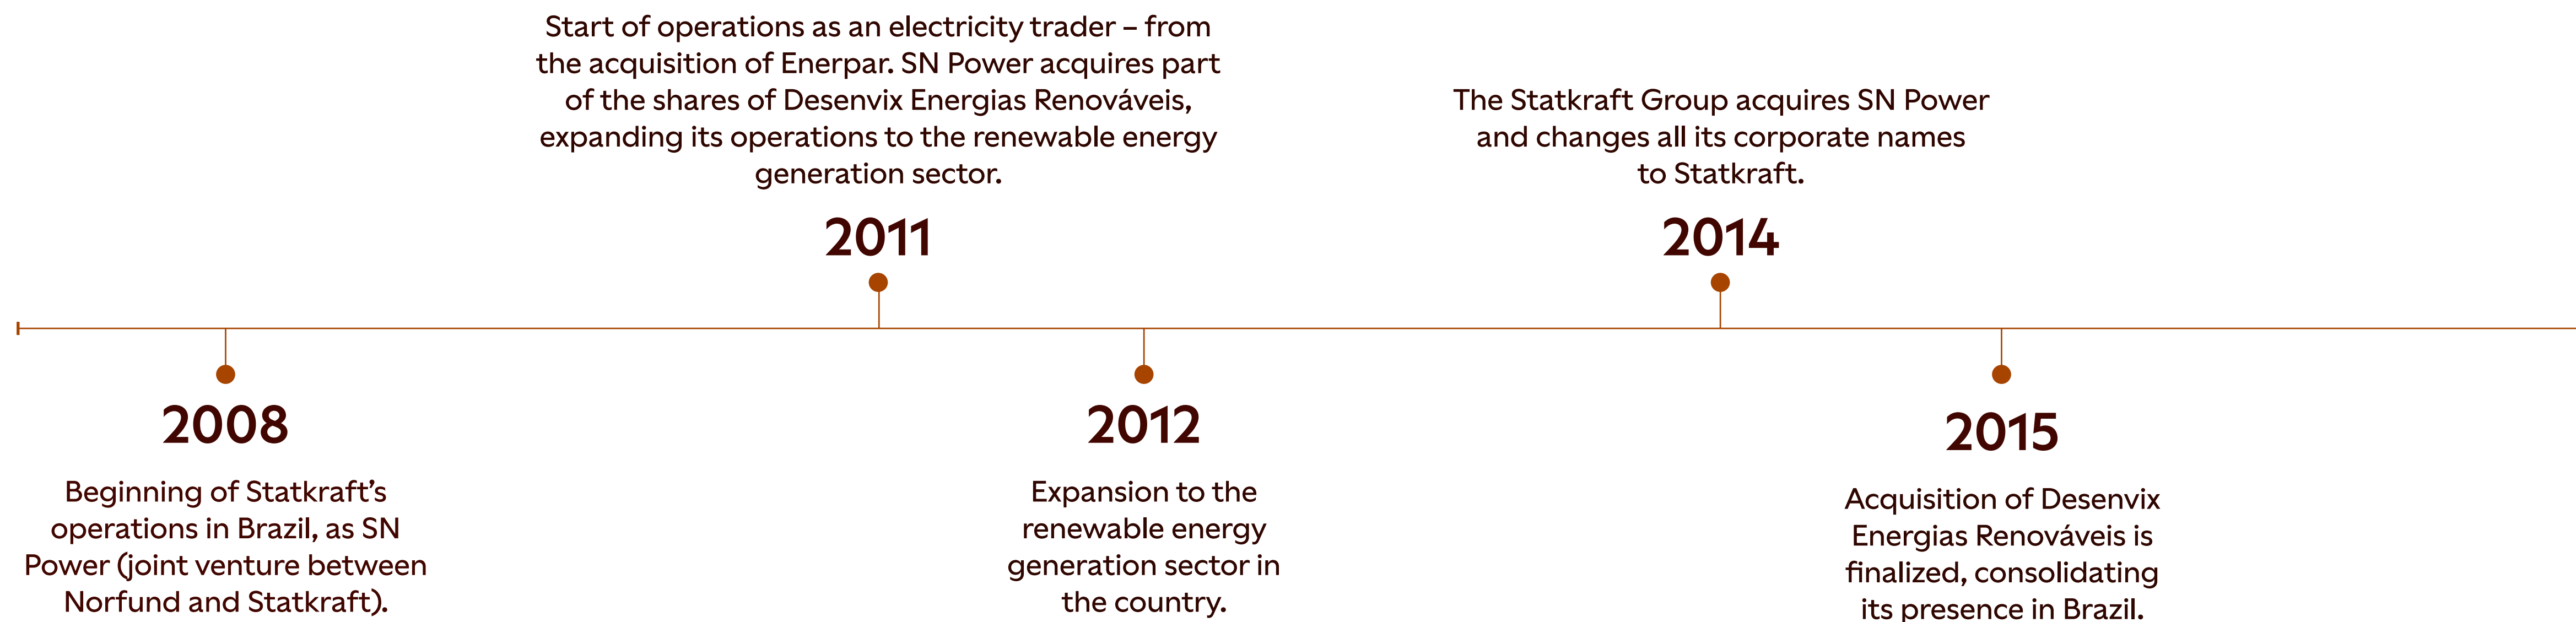 Start of operations as an electricity trader – from
the acquisition of Enerpar. SN Power acquires part
of the shares of Desenvix Energias Renováveis,
expanding its operations to the renewable energy
generation sector.
2011
The Statkraft Group acquires SN Power
and changes all its corporate names
to Statkraft.
2014
2008
Beginning of Statkraft’s
operations in Brazil, as SN
Power (joint venture between
Norfund and Statkraft).
2012
Expansion to the
renewable energy
generation sector in
the country.
2015
Acquisition of Desenvix
Energias Renováveis is
finalized, consolidating
its presence in Brazil.